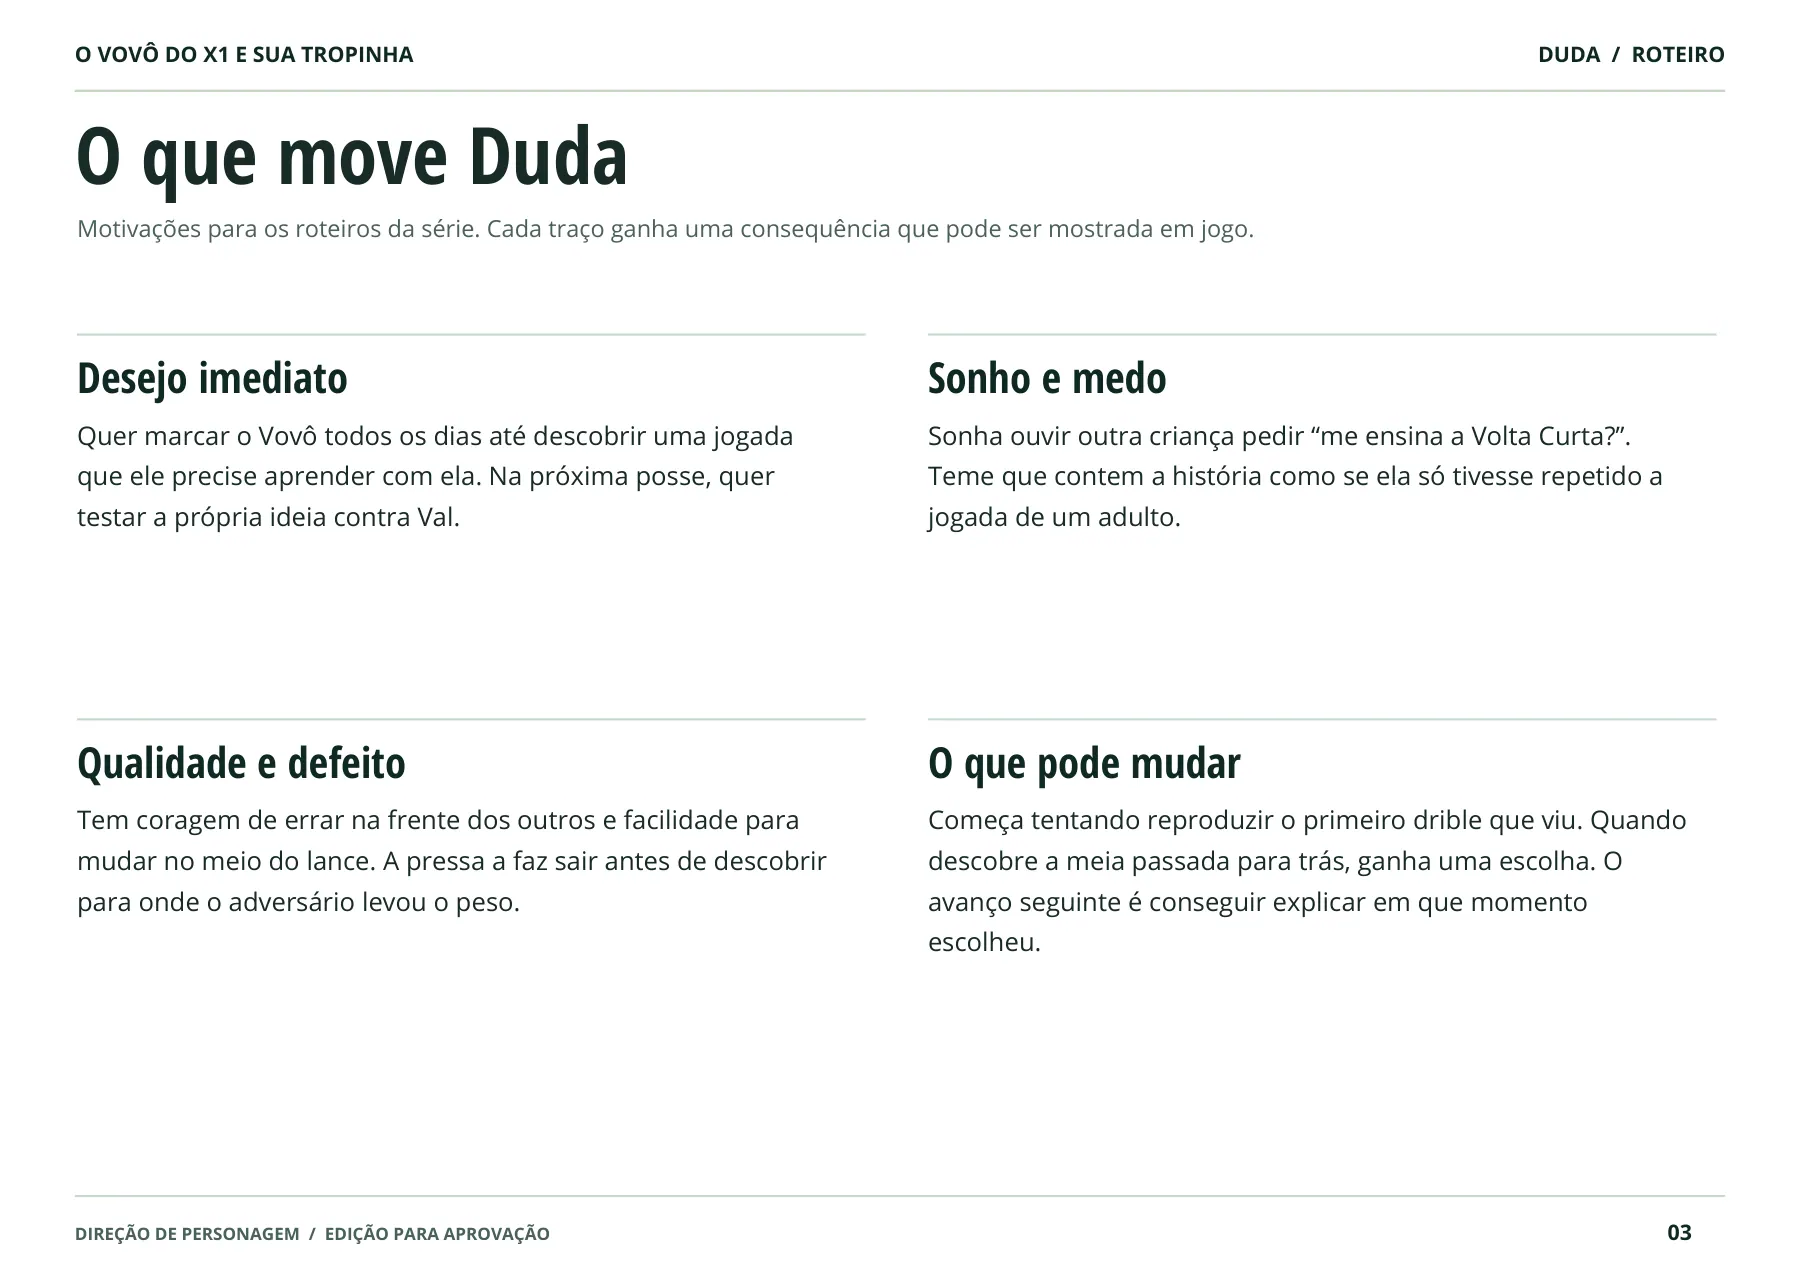 O VOVÔ DO X1 E SUA TROPINHA
DUDA / ROTEIRO
O que move Duda
Motivações para os roteiros da série. Cada traço ganha uma consequência que pode ser mostrada em jogo.
Desejo imediato
Quer marcar o Vovô todos os dias até descobrir uma jogada
que ele precise aprender com ela. Na próxima posse, quer
testar a própria ideia contra Val.
Sonho e medo
Sonha ouvir outra criança pedir “me ensina a Volta Curta?”.
Teme que contem a história como se ela só tivesse repetido a
jogada de um adulto.
Qualidade e defeito
Tem coragem de errar na frente dos outros e facilidade para
mudar no meio do lance. A pressa a faz sair antes de descobrir
para onde o adversário levou o peso.
O que pode mudar
Começa tentando reproduzir o primeiro drible que viu. Quando
descobre a meia passada para trás, ganha uma escolha. O
avanço seguinte é conseguir explicar em que momento
escolheu.
DIREÇÃO DE PERSONAGEM / EDIÇÃO PARA APROVAÇÃO
03